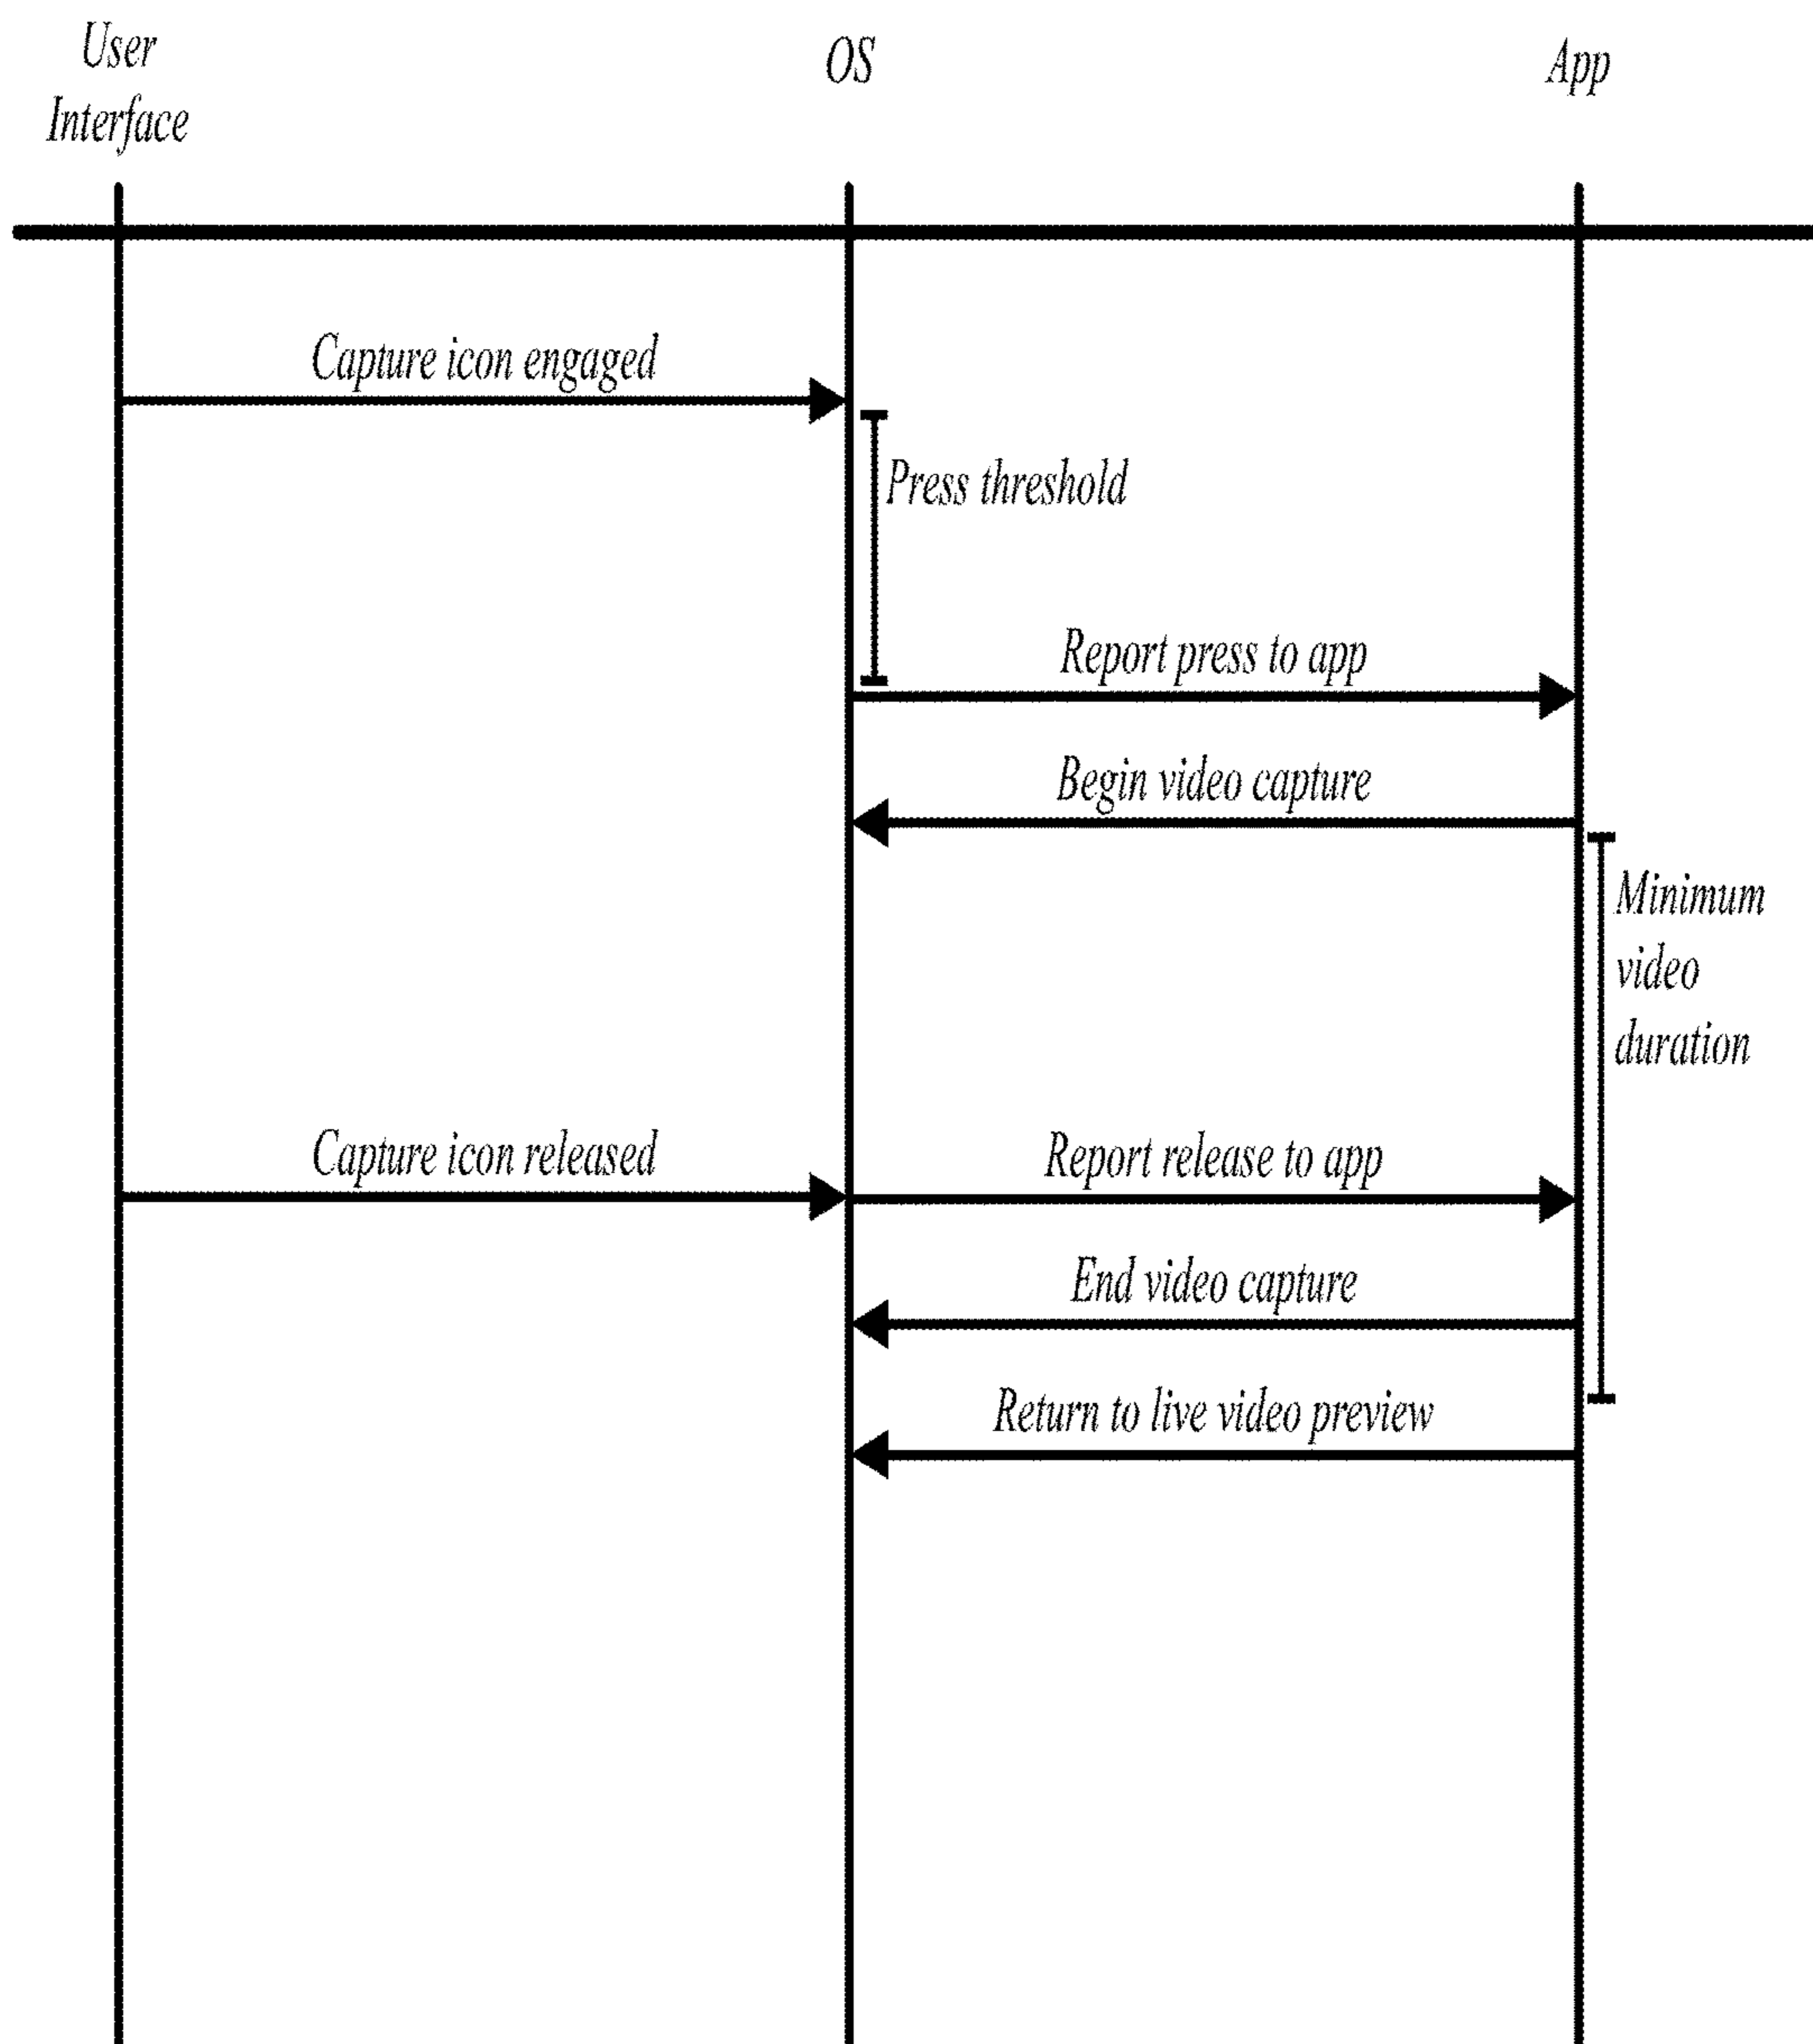 User
Interface
OS
App
Capture icon engaged
Press threshold
Report press to app
Begin video capture
Minimum
video
duration
Capture icon released
Report release to app
End video capture
Return to live video preview